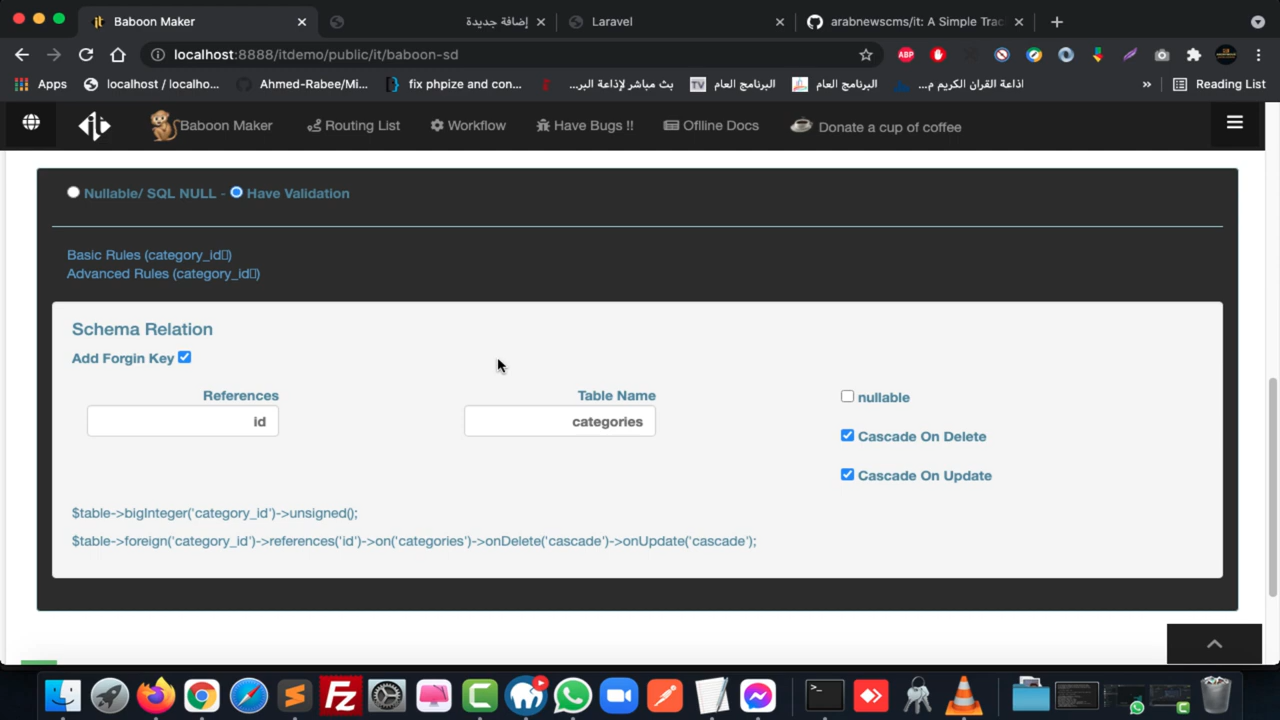 Baboon Maker
إضافة جديدة
Laravel
arabnewscms/it: A Simple Trac
localhost:8888/itdemo/public/it/baboon-sd
ABP
Apps
localhost / localho...
Ahmed-Rabee/Mi...
fix phpize and con...
بث مباشر لإذاعة البر...
TV
البرنامج العام
البرنامج العام
اذاعة القران الكريم م...
»
Reading List
Baboon Maker
Routing List
Workflow
Have Bugs !!
Oflline Docs
Donate a cup of coffee
Nullable/ SQL NULL -
Have Validation
Basic Rules (category_id▯)
Advanced Rules (category_id▯)
Schema Relation
Add Forgin Key
References
Table Name
nullable
id
categories
Cascade On Delete
Cascade On Update
$table->bigInteger('category_id')->unsigned();
$table->foreign('category_id')->references('id')->on('categories')->onDelete('cascade')->onUpdate('cascade');